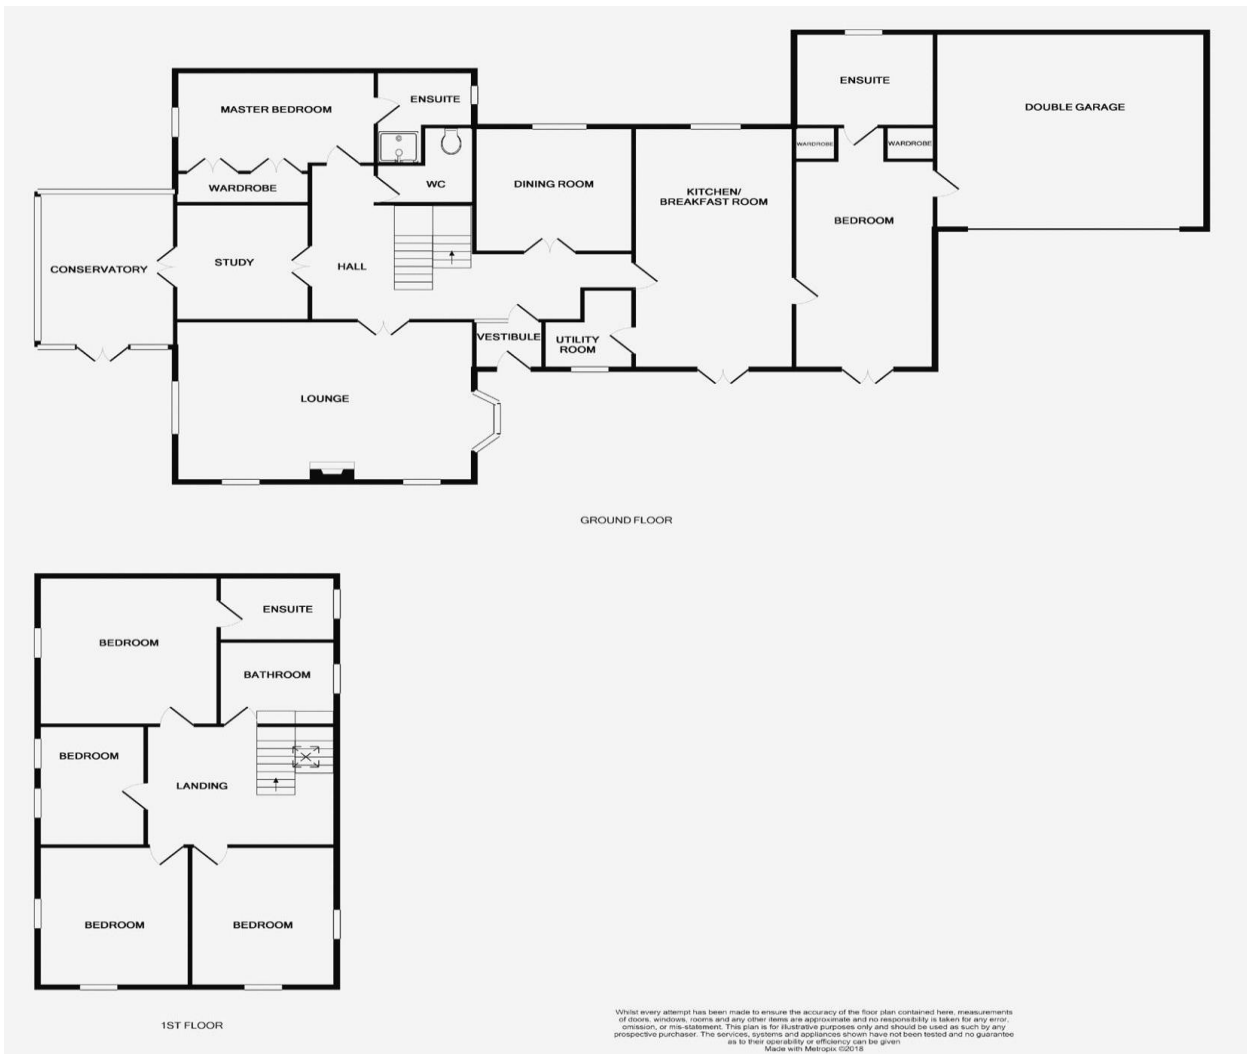 ENSUITE
DOUBLE GARAGE
MASTER BEDROOM
ENSUITE
WARDROBE
WARDROBE
WC
DINING ROOM
KITCHEN/
BREAKFAST ROOM
WARDROBE
BEDROOM
CONSERVATORY
STUDY
HALL
VESTIBULE
UTILITY
ROOM
LOUNGE
GROUND FLOOR
ENSUITE
BEDROOM
BATHROOM
BEDROOM
LANDING
BEDROOM
BEDROOM
1ST FLOOR
Whilst every attempt has been made to ensure the accuracy of the floor plan contained here, measurements
of doors, windows, rooms and any other items are approximate and no responsibility is taken for any error,
omission, or mis-statement. This plan is for illustrative purposes only and should be used as such by any
prospective purchaser. The services, systems and appliances shown have not been tested and no guarantee
as to their operability or efficiency can be given
Made with Metropix ©2018